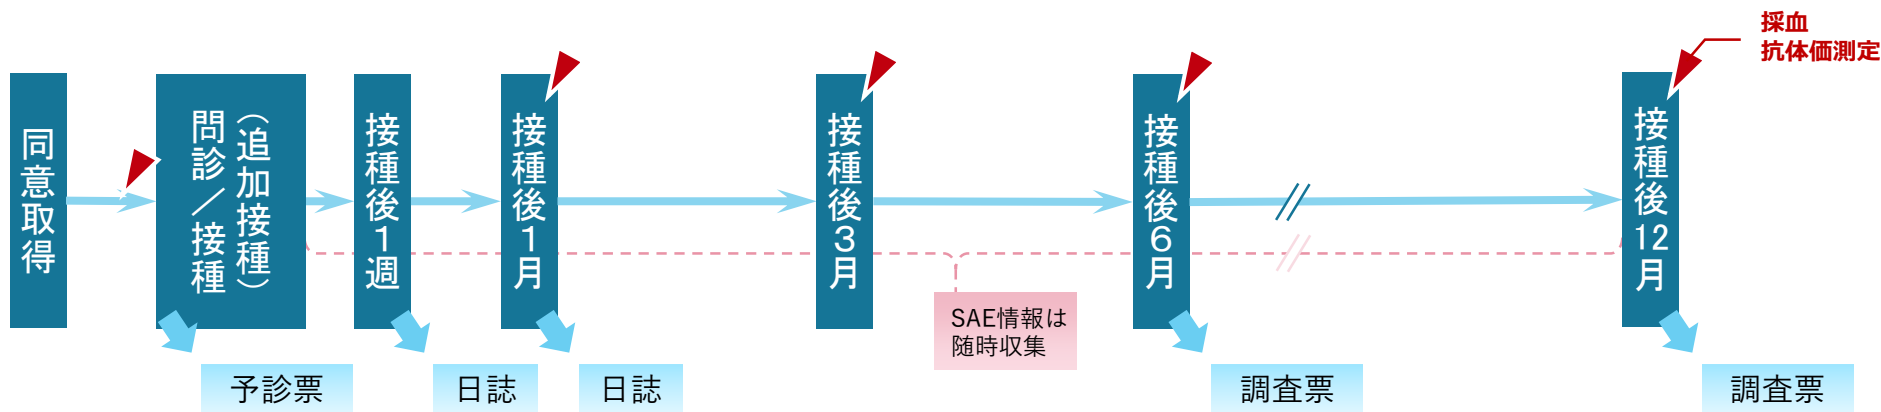 採血
抗体価測定
同意取得
（追加接種）
問診／接種
接種後1週
接種後1月
接種後3月
接種後6月
接種後12月
SAE情報は
随時収集
予診票
日誌
日誌
調査票
調査票